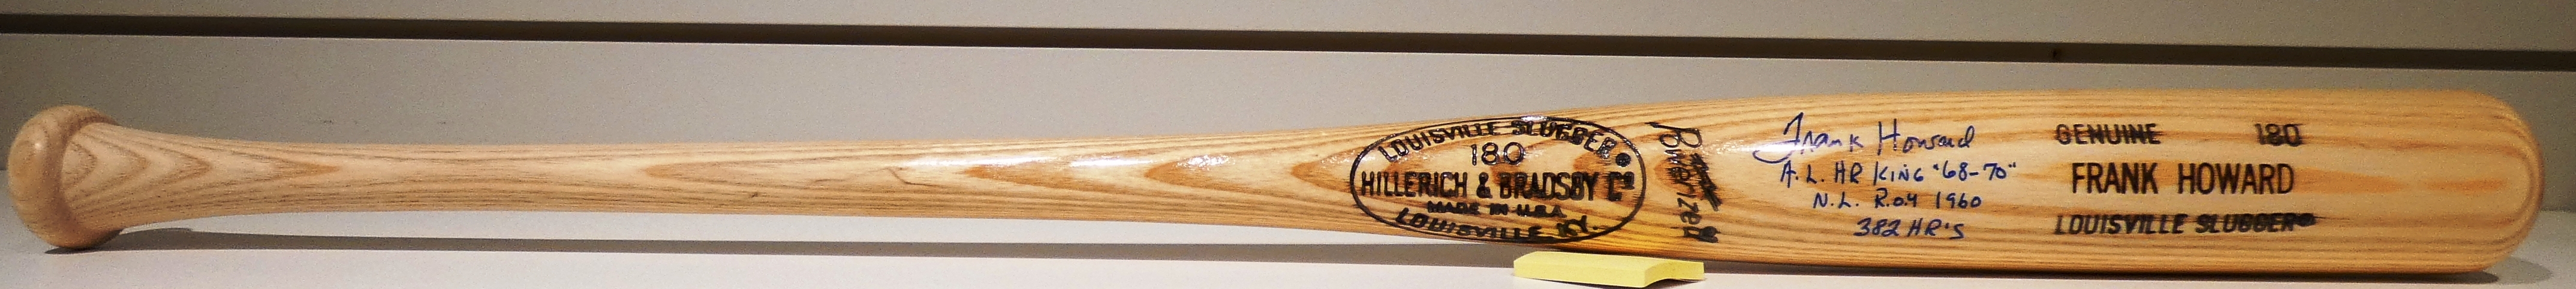 LOUISVILLE SLUGGER®
180
HILLERICH & BRADSBY Cº
MADE IN U.S.A.
LOUISVILLE, KY.
Powerized
Frank Howard
A.L. HR KING "68-70"
N.L. R.O.Y 1960
382 HR'S
GENUINE 180
FRANK HOWARD
LOUISVILLE SLUGGER®